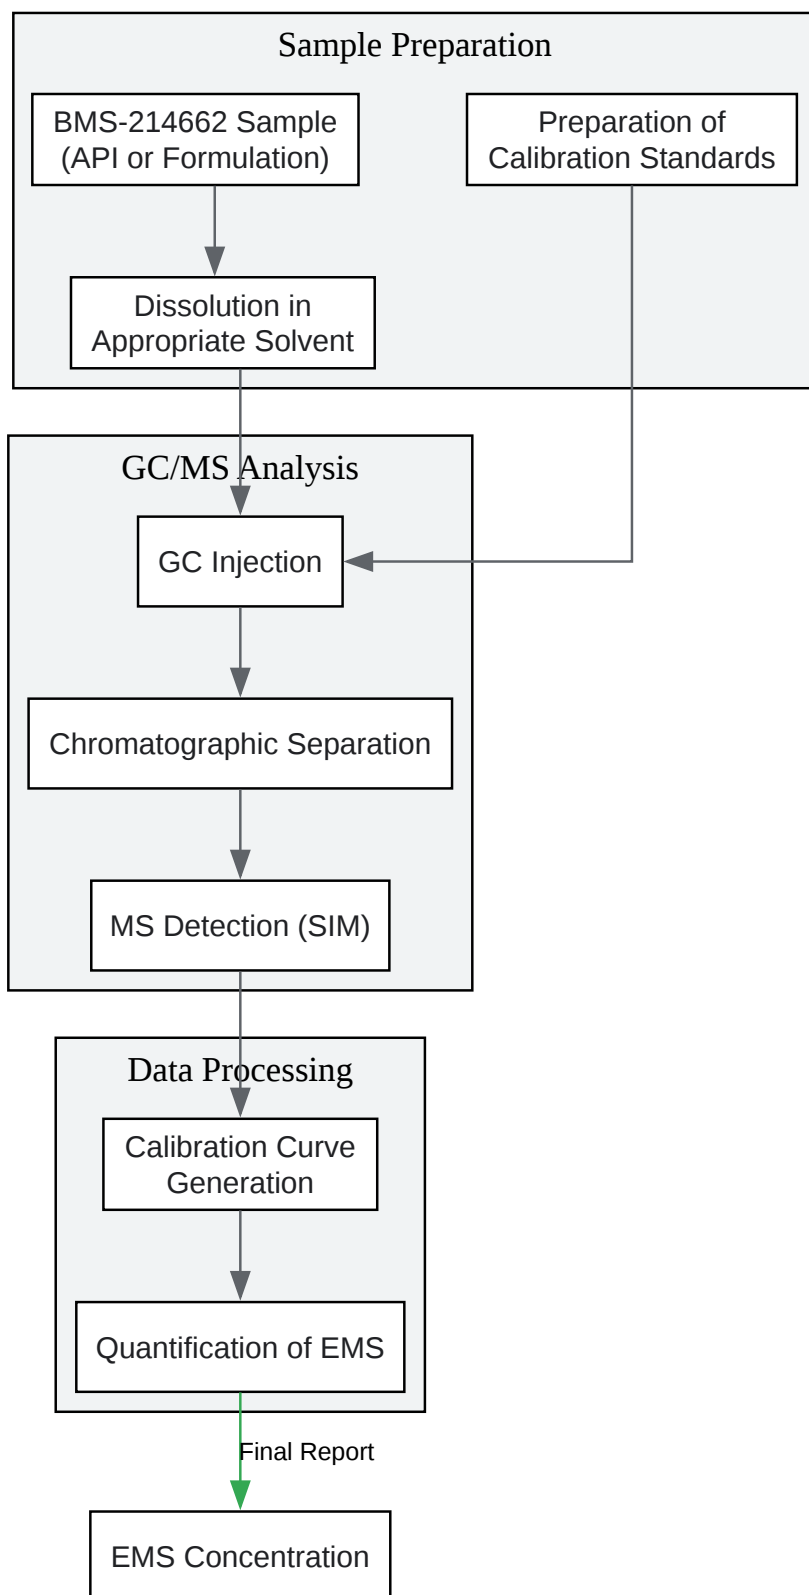 Sample Preparation
BMS-214662 Sample
(API or Formulation)
Preparation of
Calibration Standards
Dissolution in
Appropriate Solvent
GC/MS Analysis
GC Injection
Chromatographic Separation
MS Detection (SIM)
Data Processing
Calibration Curve
Generation
Quantification of EMS
Final Report
EMS Concentration